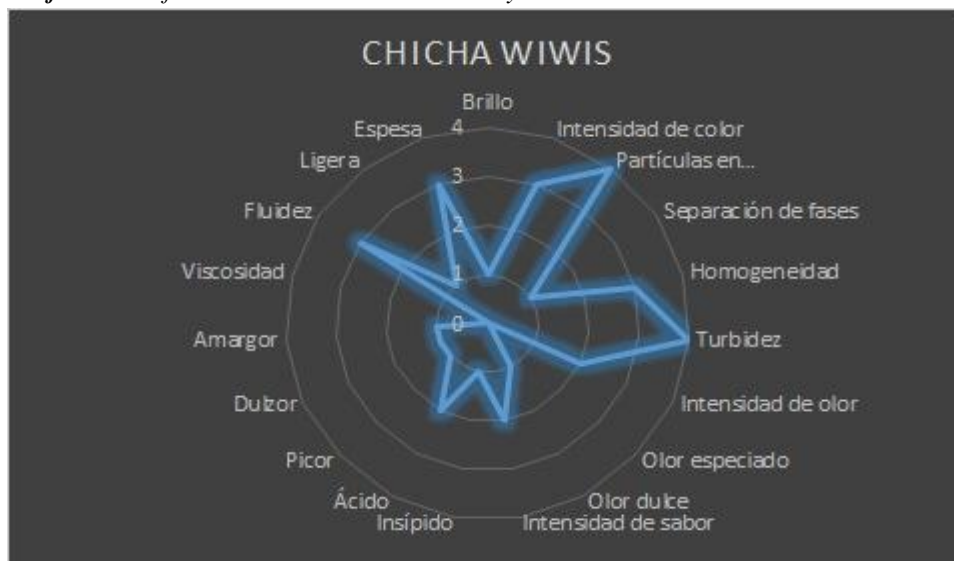 CHICHA WIWIS
Brillo
Intensidad de color
Partículas en...
Separación de fases
Homogeneidad
Turbidez
Intensidad de olor
Olor especiado
Olor dulce
Intensidad de sabor
Insípido
Ácido
Picor
Dulzor
Amargor
Viscosidad
Fluidez
Ligera
Espesa
4
3
2
1
0